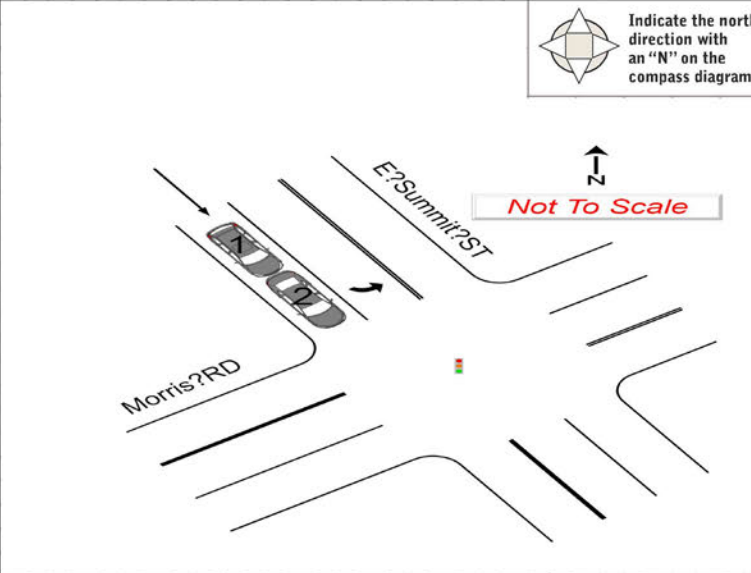 Indicate the north
direction with
an “N” on the
compass diagram
N
Not To Scale
E?Summit?ST
1
2
Morris?RD